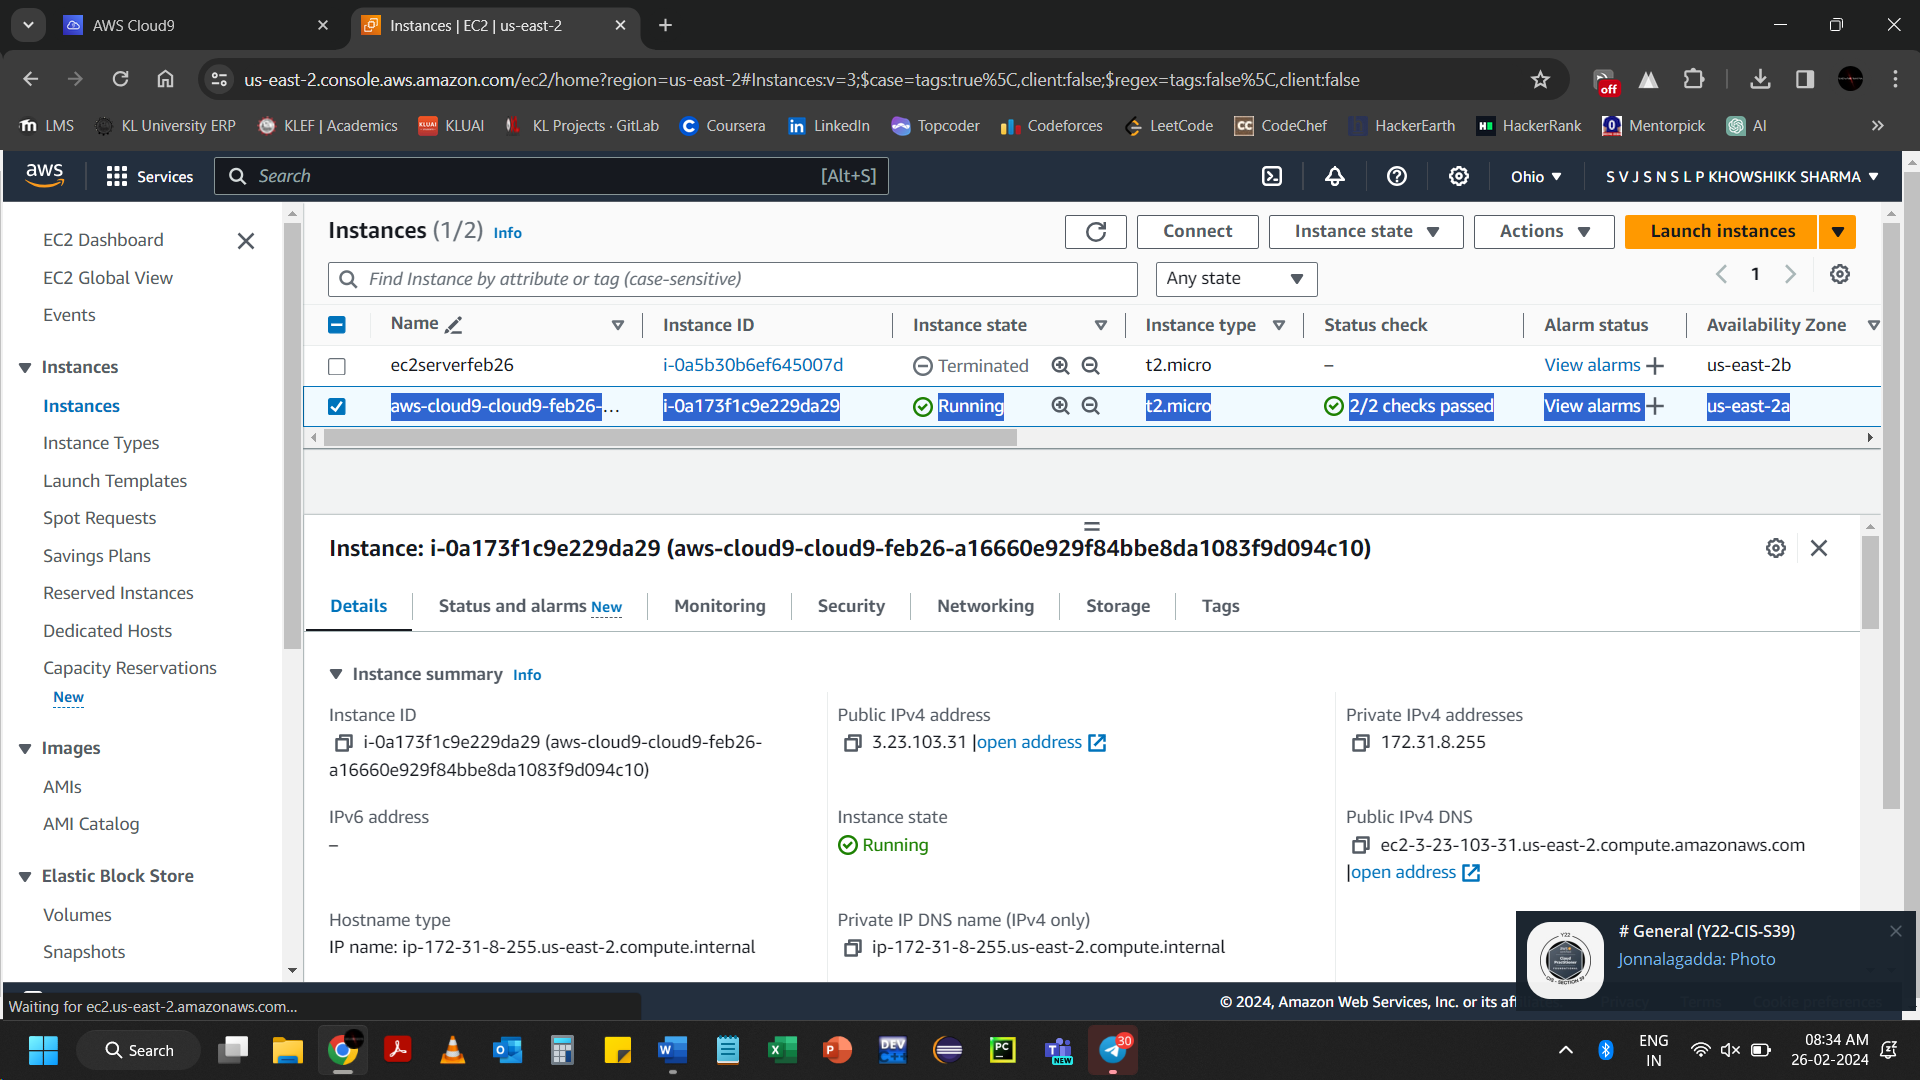 AWS Cloud9
Instances | EC2 | us-east-2
us-east-2.console.aws.amazon.com/ec2/home?region=us-east-2#Instances:v=3;$case=tags:true%5C,client:false;$regex=tags:false%5C,client:false
off
LMS
KL University ERP
KLEF | Academics
KLUAI
KL Projects · GitLab
Coursera
LinkedIn
Topcoder
Codeforces
LeetCode
CodeChef
HackerEarth
HackerRank
Mentorpick
AI
aws
Services
Search
[Alt+S]
Ohio
S V J S N S L P KHOWSHIKK SHARMA
EC2 Dashboard
EC2 Global View
Events
Instances
Instances
Instance Types
Launch Templates
Spot Requests
Savings Plans
Reserved Instances
Dedicated Hosts
Capacity Reservations
New
Images
AMIs
AMI Catalog
Elastic Block Store
Volumes
Snapshots
Instances (1/2) Info
Connect
Instance state
Actions
Launch instances
Find Instance by attribute or tag (case-sensitive)
Any state
1
Name Instance ID Instance state Instance type Status check Alarm status Availability Zone
ec2serverfeb26 i-0a5b30b6ef645007d Terminated t2.micro – View alarms us-east-2b
aws-cloud9-cloud9-feb26-... i-0a173f1c9e229da29 Running t2.micro 2/2 checks passed View alarms us-east-2a
Instance: i-0a173f1c9e229da29 (aws-cloud9-cloud9-feb26-a16660e929f84bbe8da1083f9d094c10)
Details
Status and alarms New
Monitoring
Security
Networking
Storage
Tags
Instance summary Info
Instance ID
i-0a173f1c9e229da29 (aws-cloud9-cloud9-feb26-
a16660e929f84bbe8da1083f9d094c10)
Public IPv4 address
3.23.103.31 |open address
Private IPv4 addresses
172.31.8.255
IPv6 address
–
Instance state
Running
Public IPv4 DNS
ec2-3-23-103-31.us-east-2.compute.amazonaws.com
|open address
Hostname type
IP name: ip-172-31-8-255.us-east-2.compute.internal
Private IP DNS name (IPv4 only)
ip-172-31-8-255.us-east-2.compute.internal
# General (Y22-CIS-S39)
Jonnalagadda: Photo
Waiting for ec2.us-east-2.amazonaws.com...
© 2024, Amazon Web Services, Inc. or its
Search
30
ENG
IN
08:34 AM
26-02-2024